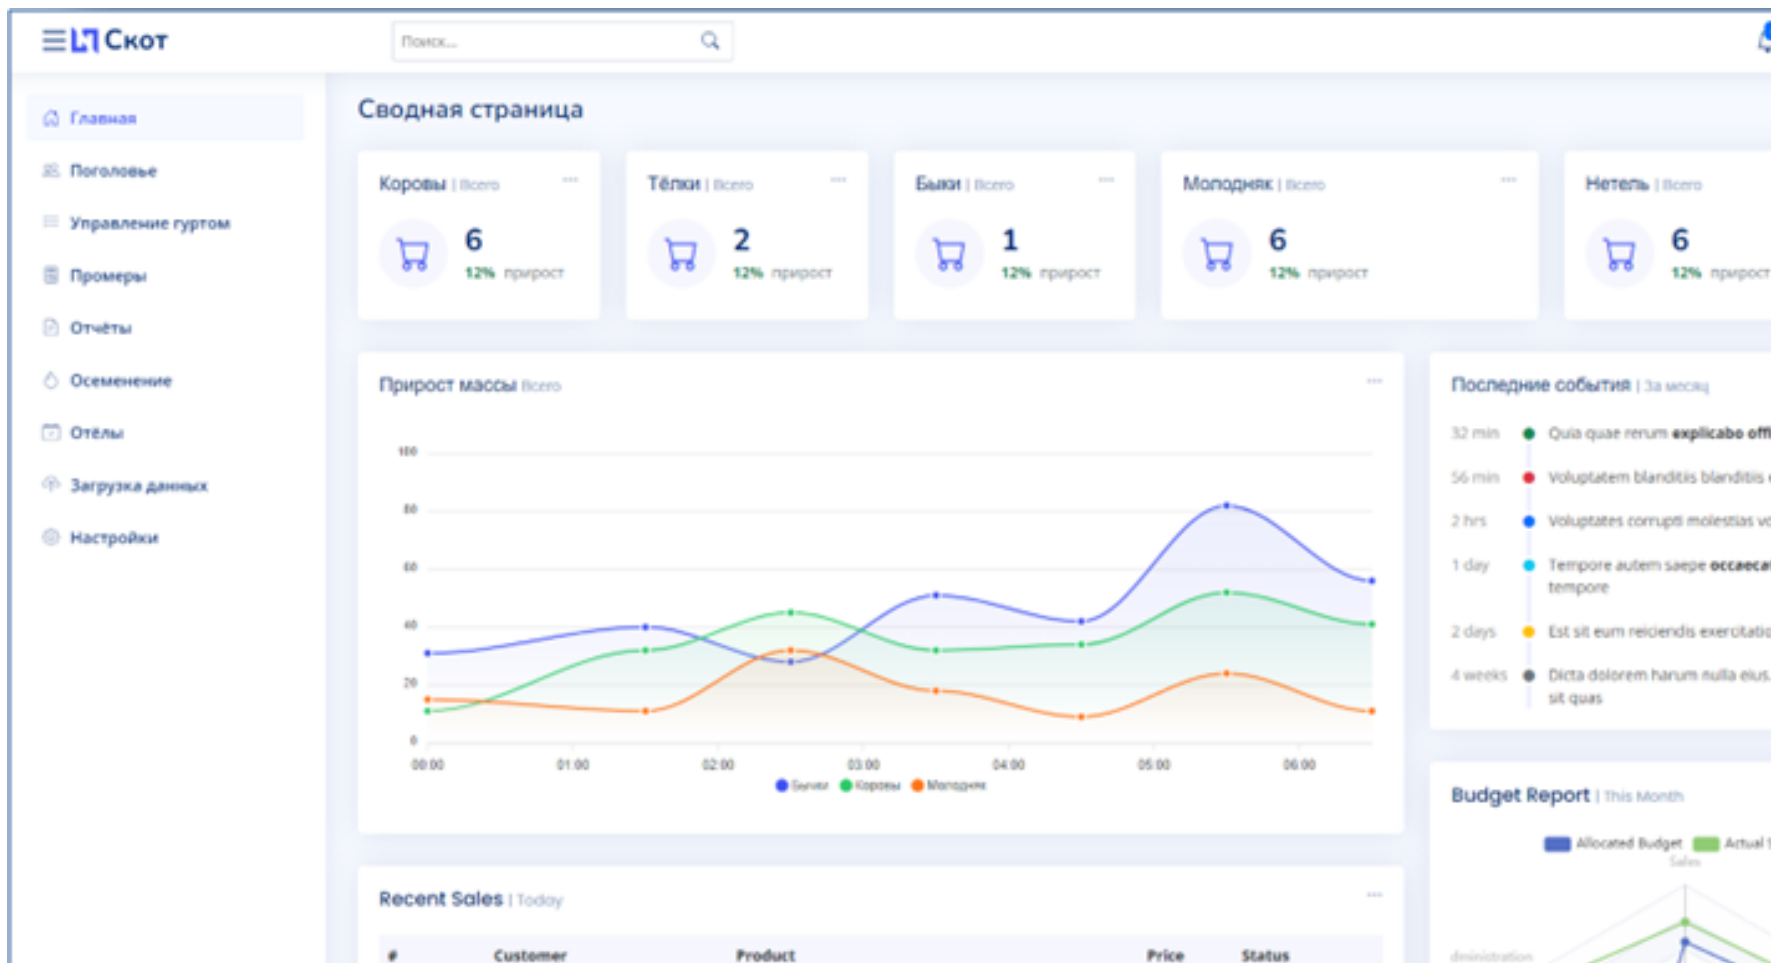 Скот
Поиск...
Главная
Поголовье
Управление гуртом
Промеры
Отчёты
Осеменение
Отёлы
Загрузка данных
Настройки
Сводная страница
Коровы | Всего
6
12% прирост
Тёлки | Всего
2
12% прирост
Быки | Всего
1
12% прирост
Молодняк | Всего
6
12% прирост
Нетель | Всего
6
12% прирост
Прирост массы Всего
100
80
60
40
20
0
00:00 01:00 02:00 03:00 04:00 05:00 06:00
Бычки Коровы Молодняк
Последние события | За месяц
32 min Quia quae rerum explicabo offi
56 min Voluptatem blanditiis blanditiis e
2 hrs Voluptates corrupti molestias vo
1 day Tempore autem saepe occaecat
tempore
2 days Est sit eum reiciendis exercitatio
4 weeks Dicta dolorem harum nulla eius.
sit quas
Budget Report | This Month
Allocated Budget Actual S
Sales
dministration
Recent Sales | Today
# Customer Product Price Status